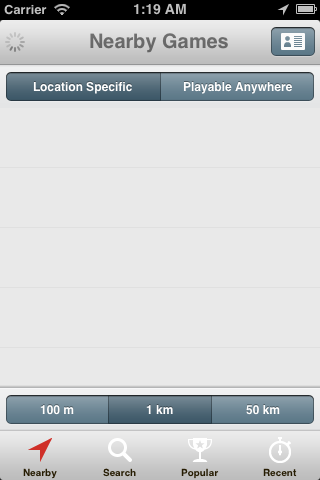 Carrier 1:19 AM
Nearby Games
Location Specific Playable Anywhere
100 m 1 km 50 km
Nearby Search Popular Recent